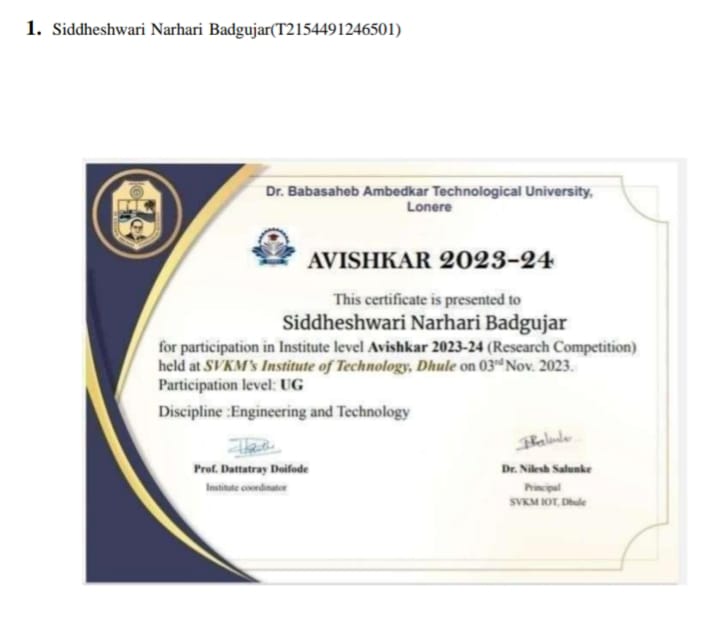 1. Siddheshwari Narhari Badgujar(T2154491246501)
Dr. Babasaheb Ambedkar Technological University,
Lonere
AVISHKAR 2023-24
This certificate is presented to
Siddheshwari Narhari Badgujar
for participation in Institute level Avishkar 2023-24 (Research Competition)
held at SVKM's Institute of Technology, Dhule on 03rd Nov. 2023.
Participation level: UG
Discipline :Engineering and Technology
Prof. Dattatray Doifode
Institute coordinator
Dr. Nilesh Salunke
Principal
SVKM IOT, Dhule